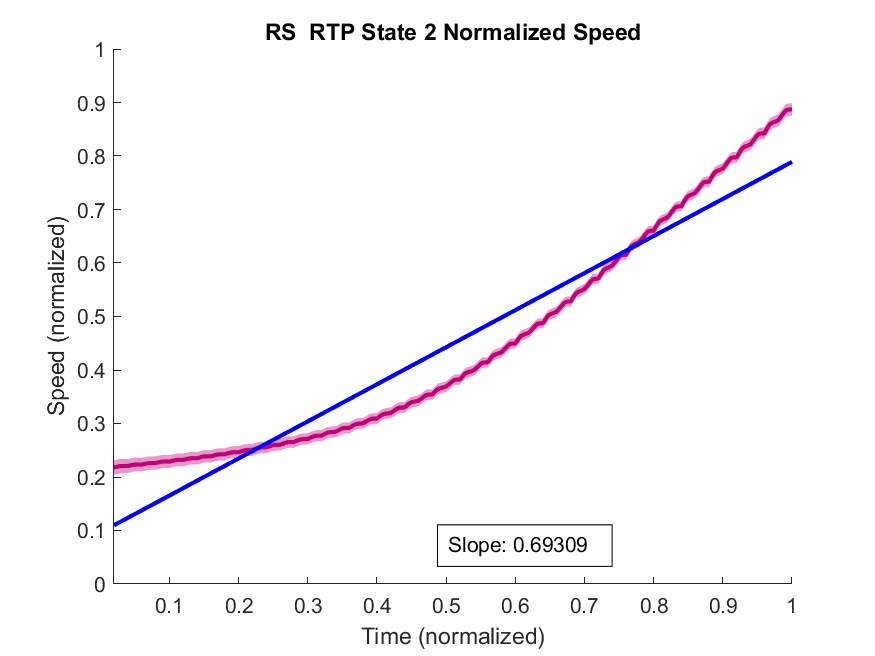 RS  RTP State 2 Normalized Speed
1
0.9
0.8
0.7
0.6
0.5
0.4
0.3
0.2
0.1
0
Speed (normalized)
Slope: 0.69309
0.1 0.2 0.3 0.4 0.5 0.6 0.7 0.8 0.9 1
Time (normalized)